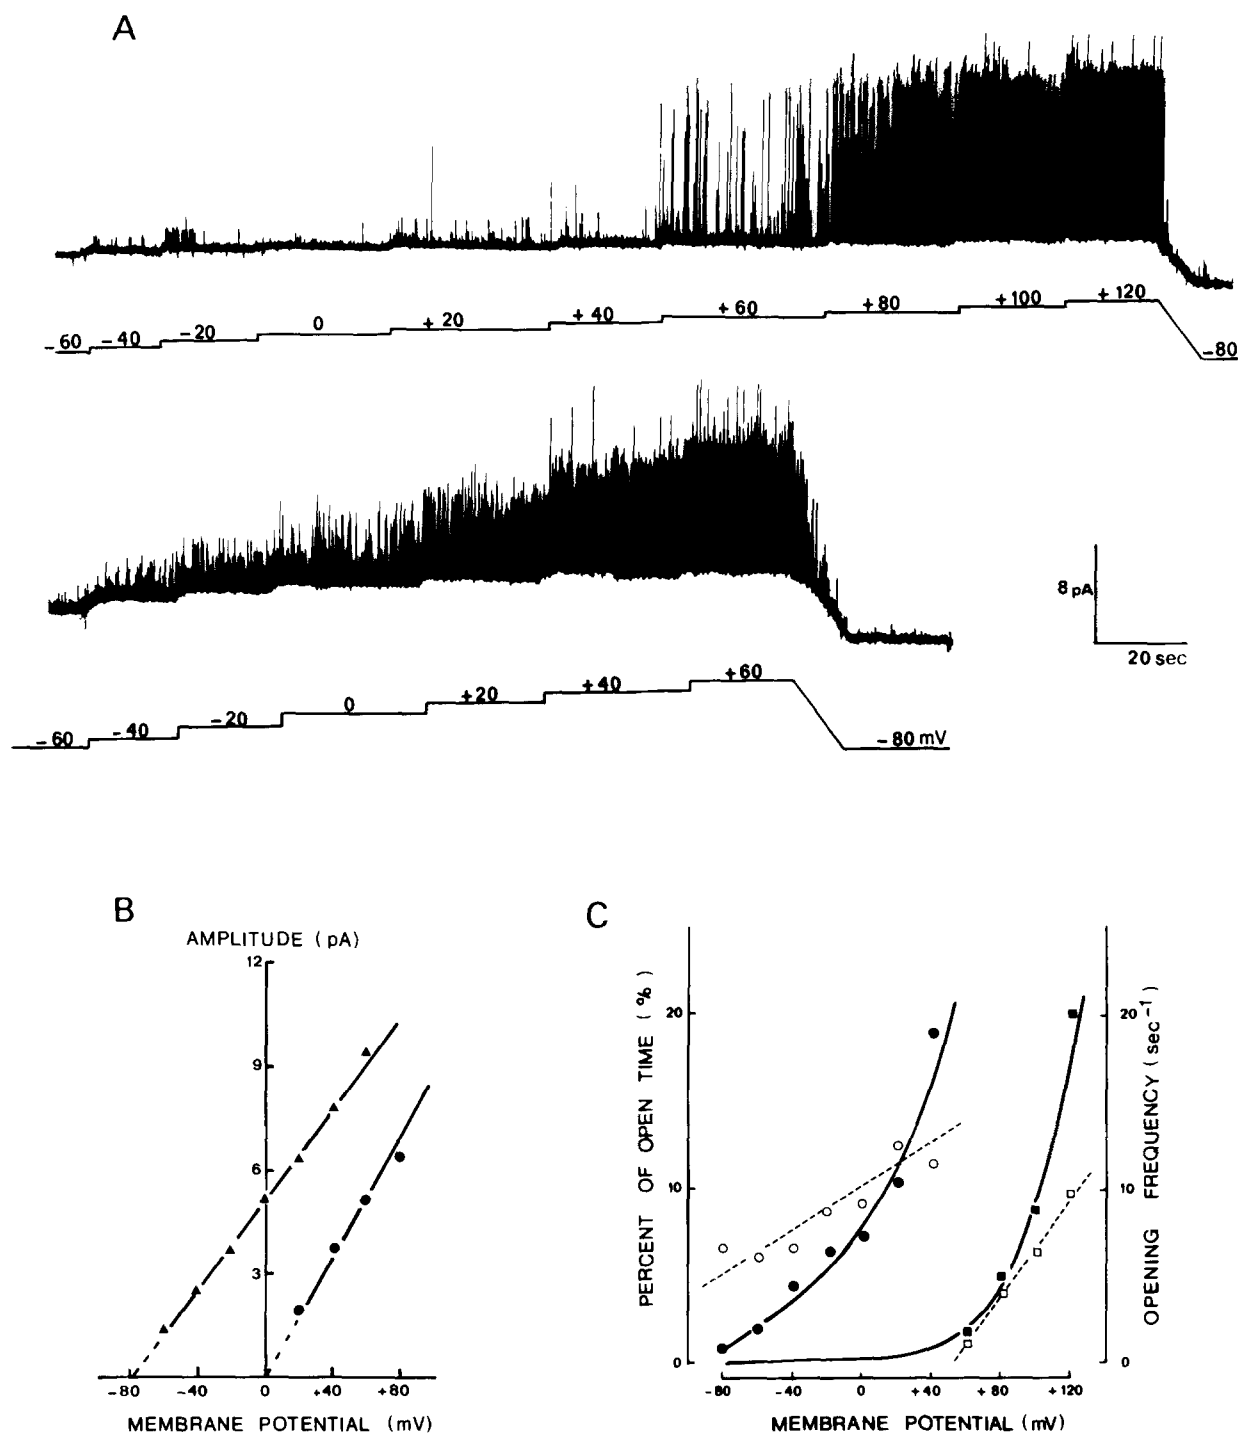 A
-60 -40 -20 0 +20 +40 +60 +80 +100 +120 -80
8 pA
20 sec
-60 -40 -20 0 +20 +40 +60 -80 mV
B
AMPLITUDE (pA)
12
9
6
3
-80 -40 0 +40 +80
MEMBRANE POTENTIAL (mV)
C
PERCENT OF OPEN TIME (%)
20
10
0
-80 -40 0 +40 +80 +120
MEMBRANE POTENTIAL (mV)
20
10
0
OPENING FREQUENCY (sec⁻¹)